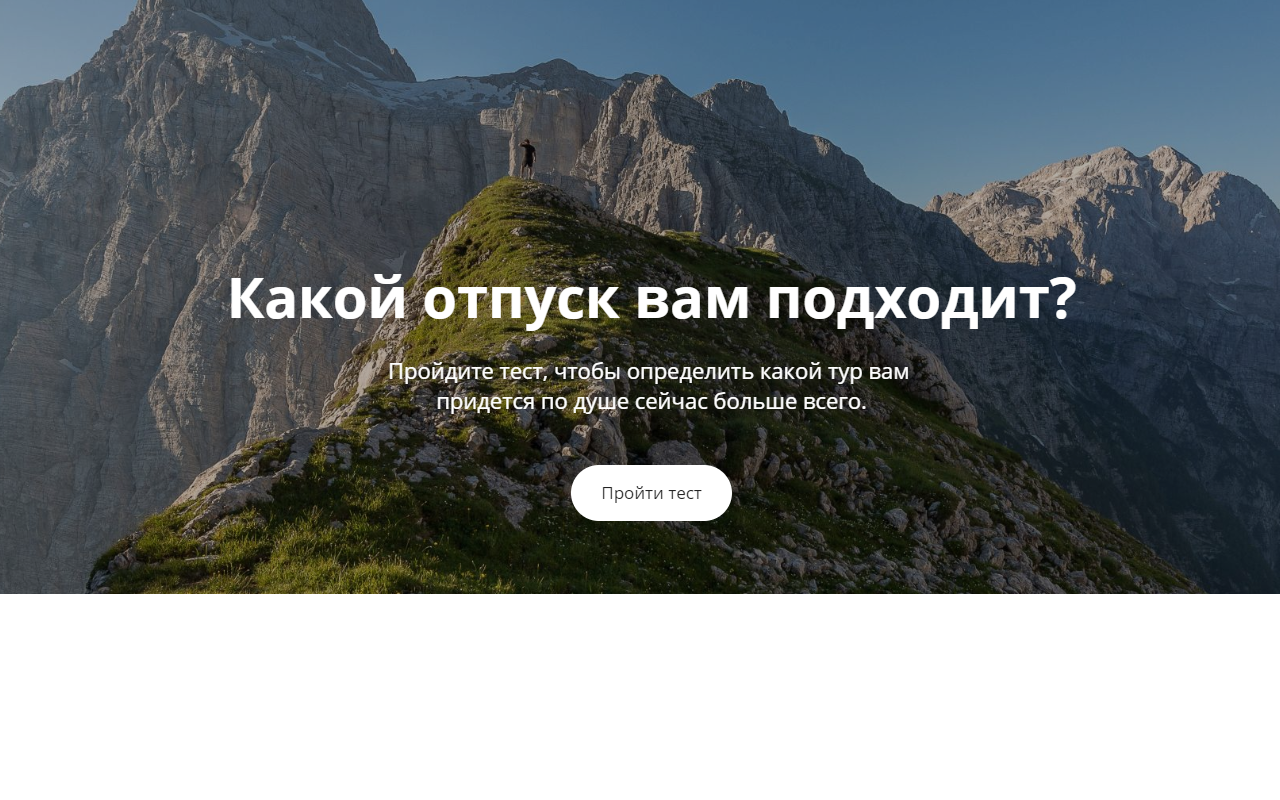 Какой отпуск вам подходит?
Пройдите тест, чтобы определить какой тур вам
придется по душе сейчас больше всего.
Пройти тест